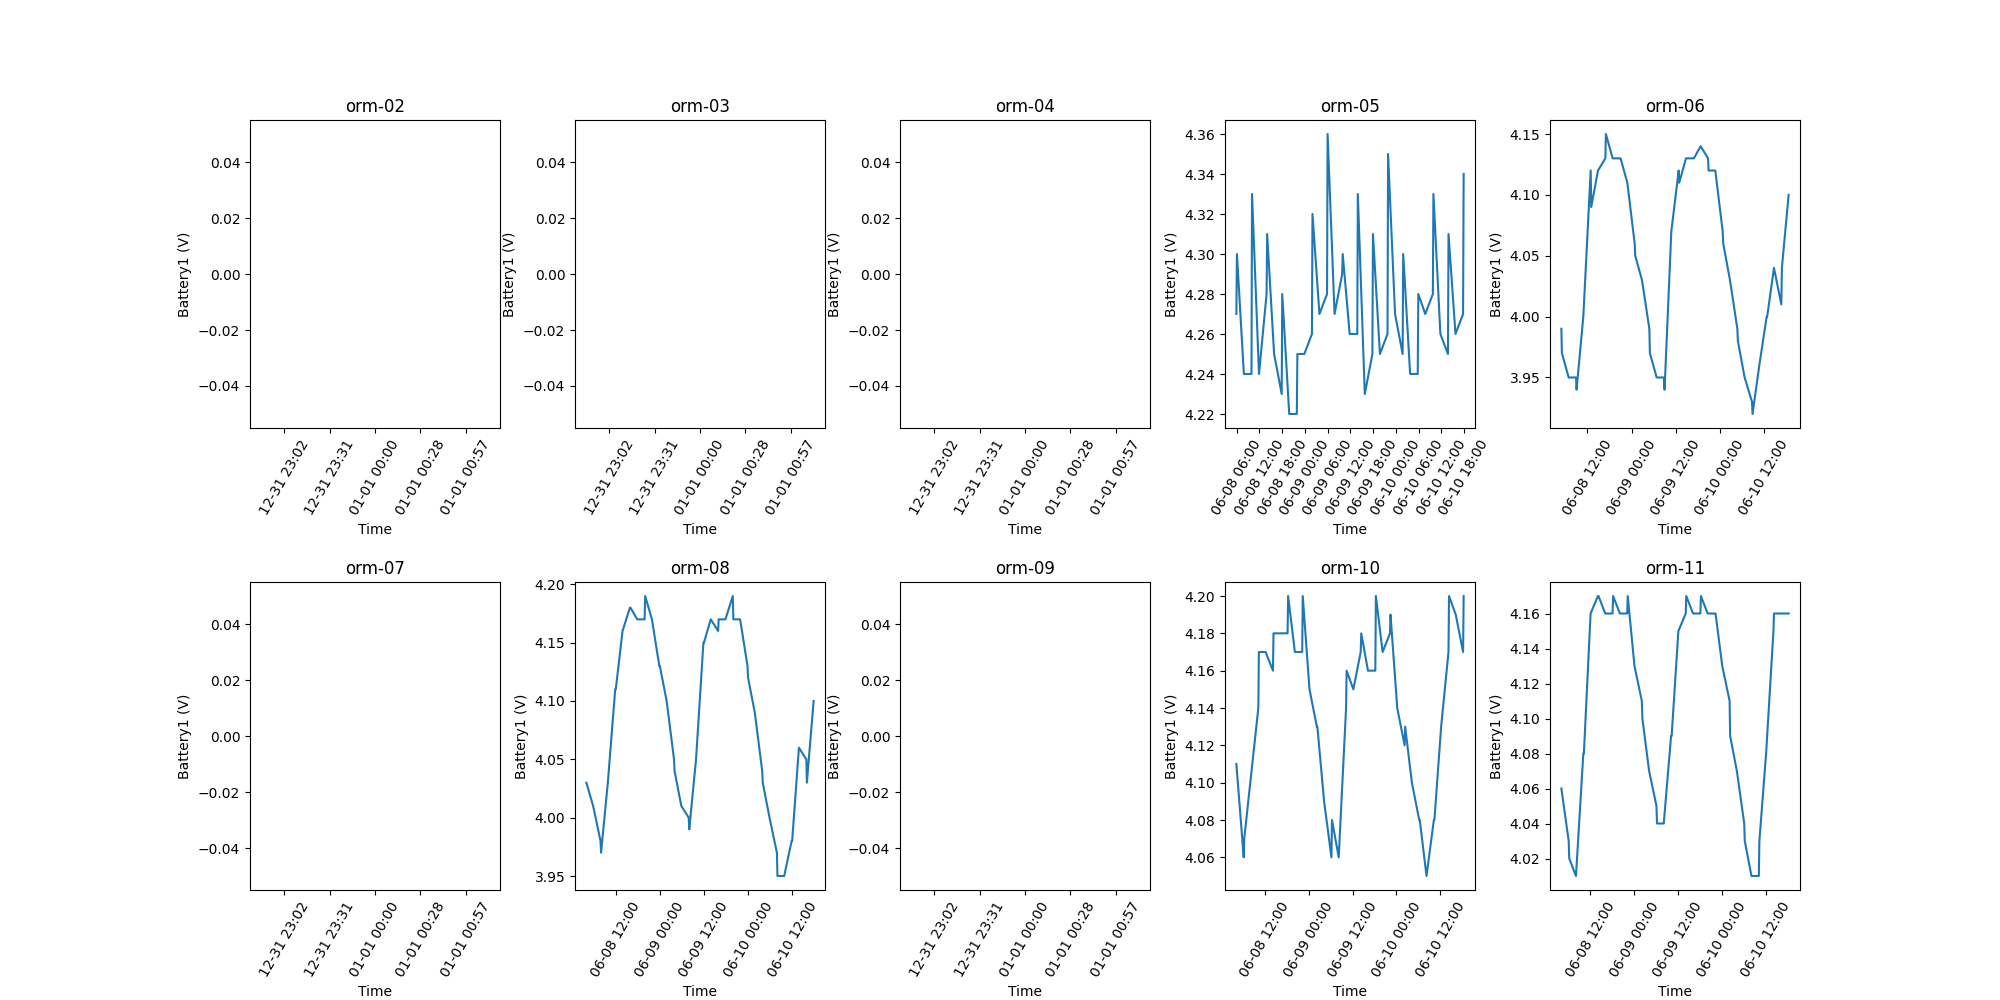 orm-02 orm-03 orm-04 orm-05 orm-06
Battery1 (V)
0.04
0.02
0.00
−0.02
−0.04
12-31 23:02 12-31 23:31 01-01 00:00 01-01 00:28 01-01 00:57
Time
Battery1 (V)
0.04
0.02
0.00
−0.02
−0.04
12-31 23:02 12-31 23:31 01-01 00:00 01-01 00:28 01-01 00:57
Time
Battery1 (V)
0.04
0.02
0.00
−0.02
−0.04
12-31 23:02 12-31 23:31 01-01 00:00 01-01 00:28 01-01 00:57
Time
Battery1 (V)
4.36
4.34
4.32
4.30
4.28
4.26
4.24
4.22
06-08 06:00 06-08 12:00 06-08 18:00 06-09 00:00 06-09 06:00 06-09 12:00 06-09 18:00 06-10 00:00 06-10 06:00 06-10 12:00 06-10 18:00
Time
Battery1 (V)
4.15
4.10
4.05
4.00
3.95
06-08 12:00 06-09 00:00 06-09 12:00 06-10 00:00 06-10 12:00
Time
orm-07 orm-08 orm-09 orm-10 orm-11
Battery1 (V)
0.04
0.02
0.00
−0.02
−0.04
12-31 23:02 12-31 23:31 01-01 00:00 01-01 00:28 01-01 00:57
Time
Battery1 (V)
4.20
4.15
4.10
4.05
4.00
3.95
06-08 12:00 06-09 00:00 06-09 12:00 06-10 00:00 06-10 12:00
Time
Battery1 (V)
0.04
0.02
0.00
−0.02
−0.04
12-31 23:02 12-31 23:31 01-01 00:00 01-01 00:28 01-01 00:57
Time
Battery1 (V)
4.20
4.18
4.16
4.14
4.12
4.10
4.08
4.06
06-08 12:00 06-09 00:00 06-09 12:00 06-10 00:00 06-10 12:00
Time
Battery1 (V)
4.16
4.14
4.12
4.10
4.08
4.06
4.04
4.02
06-08 12:00 06-09 00:00 06-09 12:00 06-10 00:00 06-10 12:00
Time